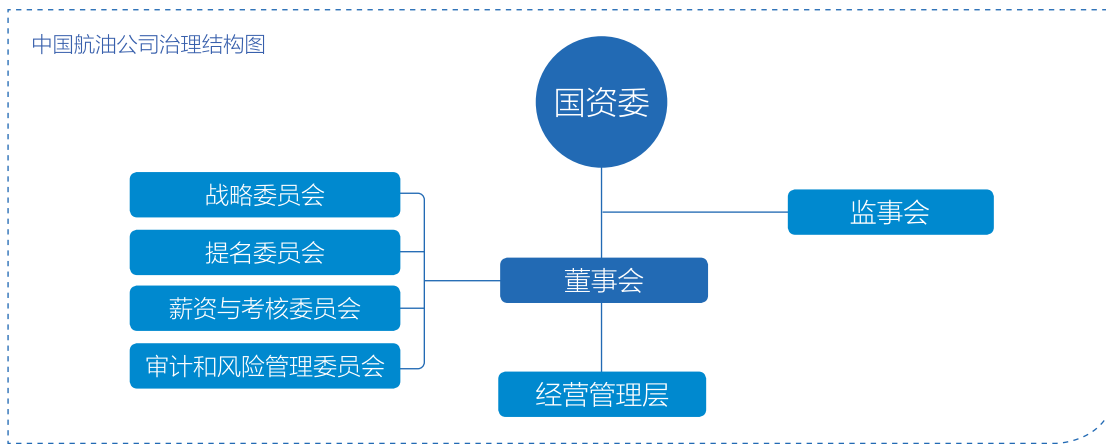 中国航油公司治理结构图
国资委
战略委员会
监事会
提名委员会
董事会
薪资与考核委员会
审计和风险管理委员会
经营管理层